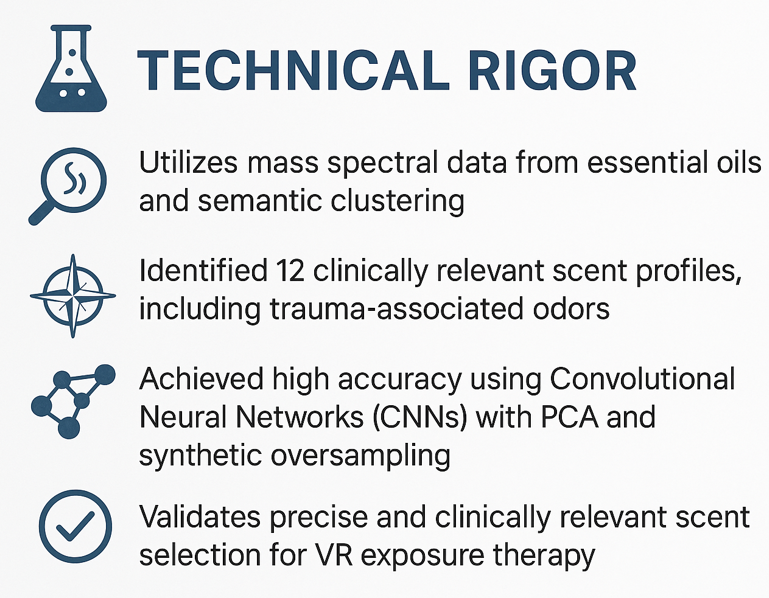 TECHNICAL RIGOR
Utilizes mass spectral data from essential oils
and semantic clustering
Identified 12 clinically relevant scent profiles,
including trauma-associated odors
Achieved high accuracy using Convolutional
Neural Networks (CNNs) with PCA and
synthetic oversampling
Validates precise and clinically relevant scent
selection for VR exposure therapy